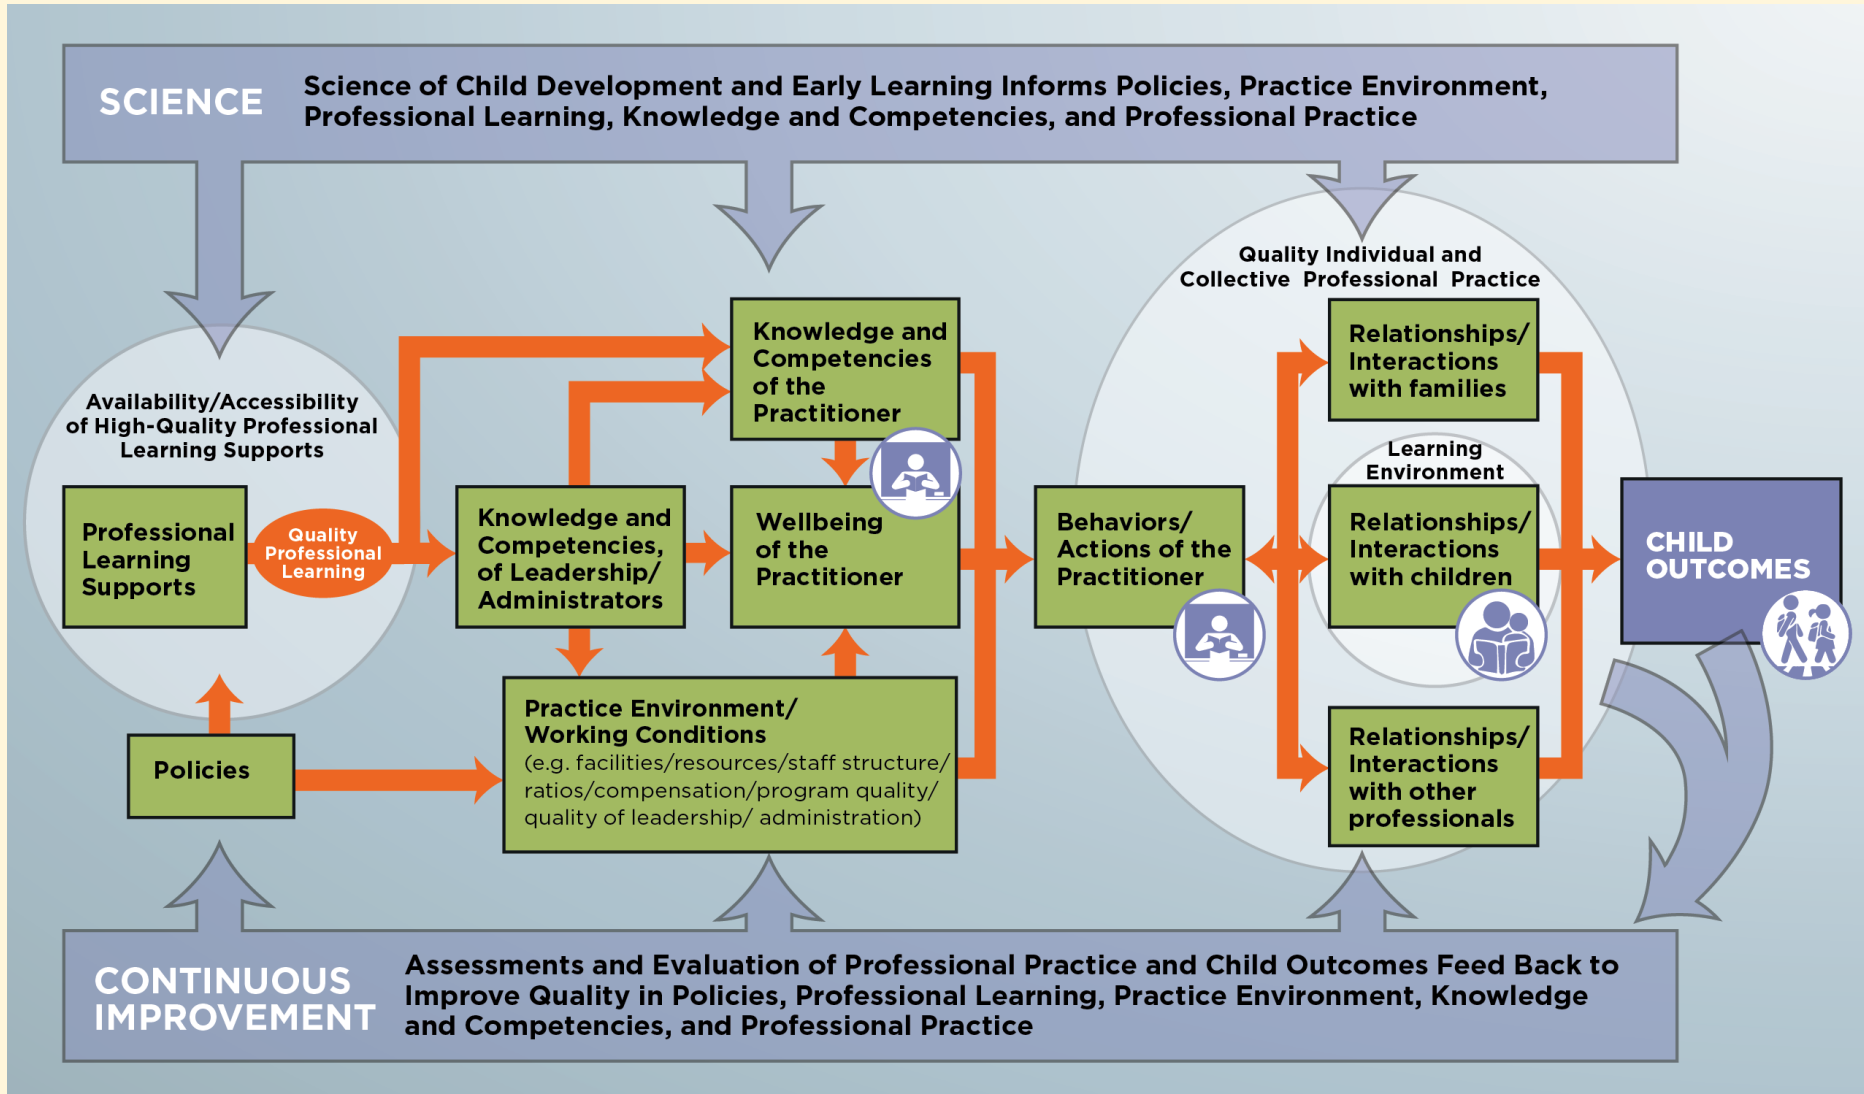 SCIENCE
Science of Child Development and Early Learning Informs Policies, Practice Environment,
Professional Learning, Knowledge and Competencies, and Professional Practice
Availability/Accessibility
of High-Quality Professional
Learning Supports
Professional
Learning
Supports
Quality
Professional
Learning
Policies
Knowledge and
Competencies,
of Leadership/
Administrators
Knowledge and
Competencies
of the
Practitioner
Wellbeing
of the
Practitioner
Practice Environment/
Working Conditions
(e.g. facilities/resources/staff structure/
ratios/compensation/program quality/
quality of leadership/ administration)
Behaviors/
Actions of the
Practitioner
Quality Individual and
Collective Professional Practice
Relationships/
Interactions
with families
Learning
Environment
Relationships/
Interactions
with children
Relationships/
Interactions
with other
professionals
CHILD
OUTCOMES
CONTINUOUS
IMPROVEMENT
Assessments and Evaluation of Professional Practice and Child Outcomes Feed Back to
Improve Quality in Policies, Professional Learning, Practice Environment, Knowledge
and Competencies, and Professional Practice